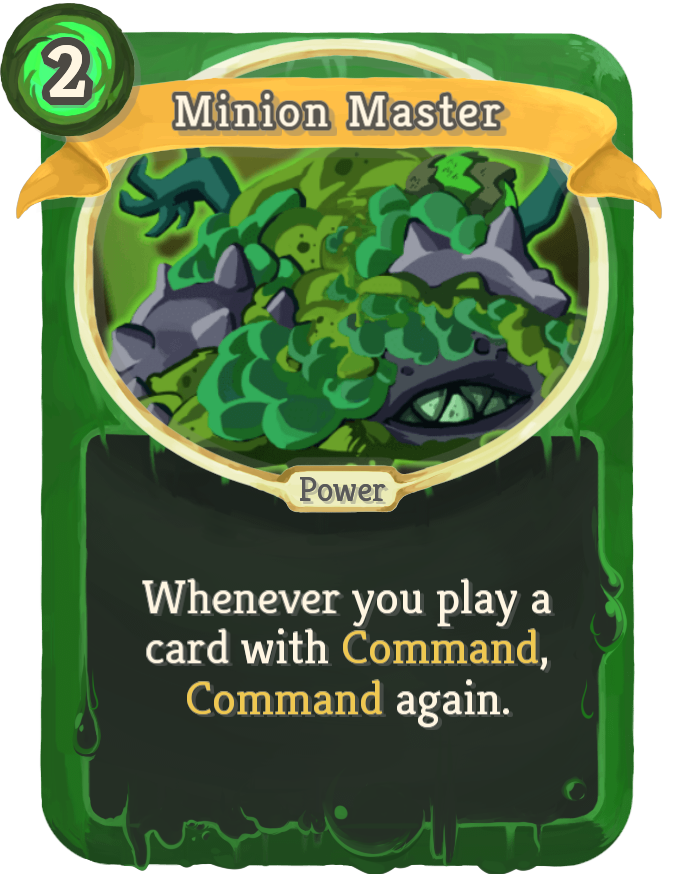 2
Minion Master
Power
Whenever you play a
card with Command,
Command again.